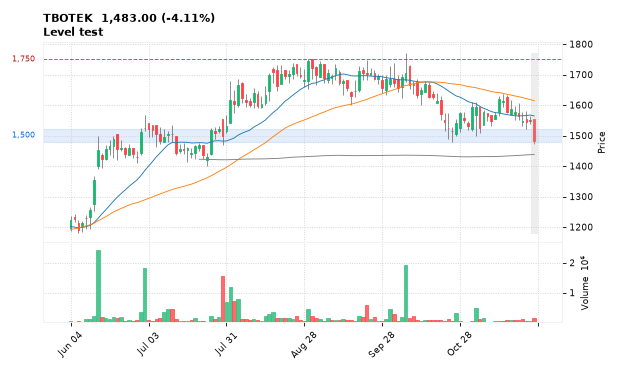 TBOTEK 1,483.00 (-4.11%)
Level test
1,750
1,500
1800
1700
1600
1500
1400
1300
1200
Price
2
1
Volume 10⁶
Jun 04
Jul 03
Jul 31
Aug 28
Sep 28
Oct 28